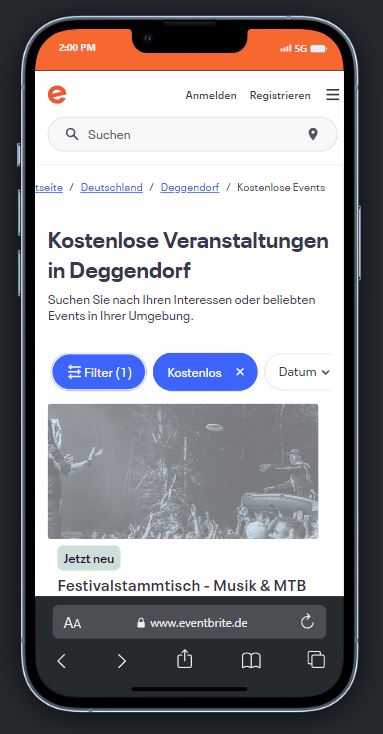 2:00 PM 5G
e
Anmelden Registrieren
Suchen
tseite / Deutschland / Deggendorf / Kostenlose Events
Kostenlose Veranstaltungen
in Deggendorf
Suchen Sie nach Ihren Interessen oder beliebten
Events in Ihrer Umgebung.
Filter (1) Kostenlos × Datum
Jetzt neu
Festivalstammtisch - Musik & MTB
AA www.eventbrite.de